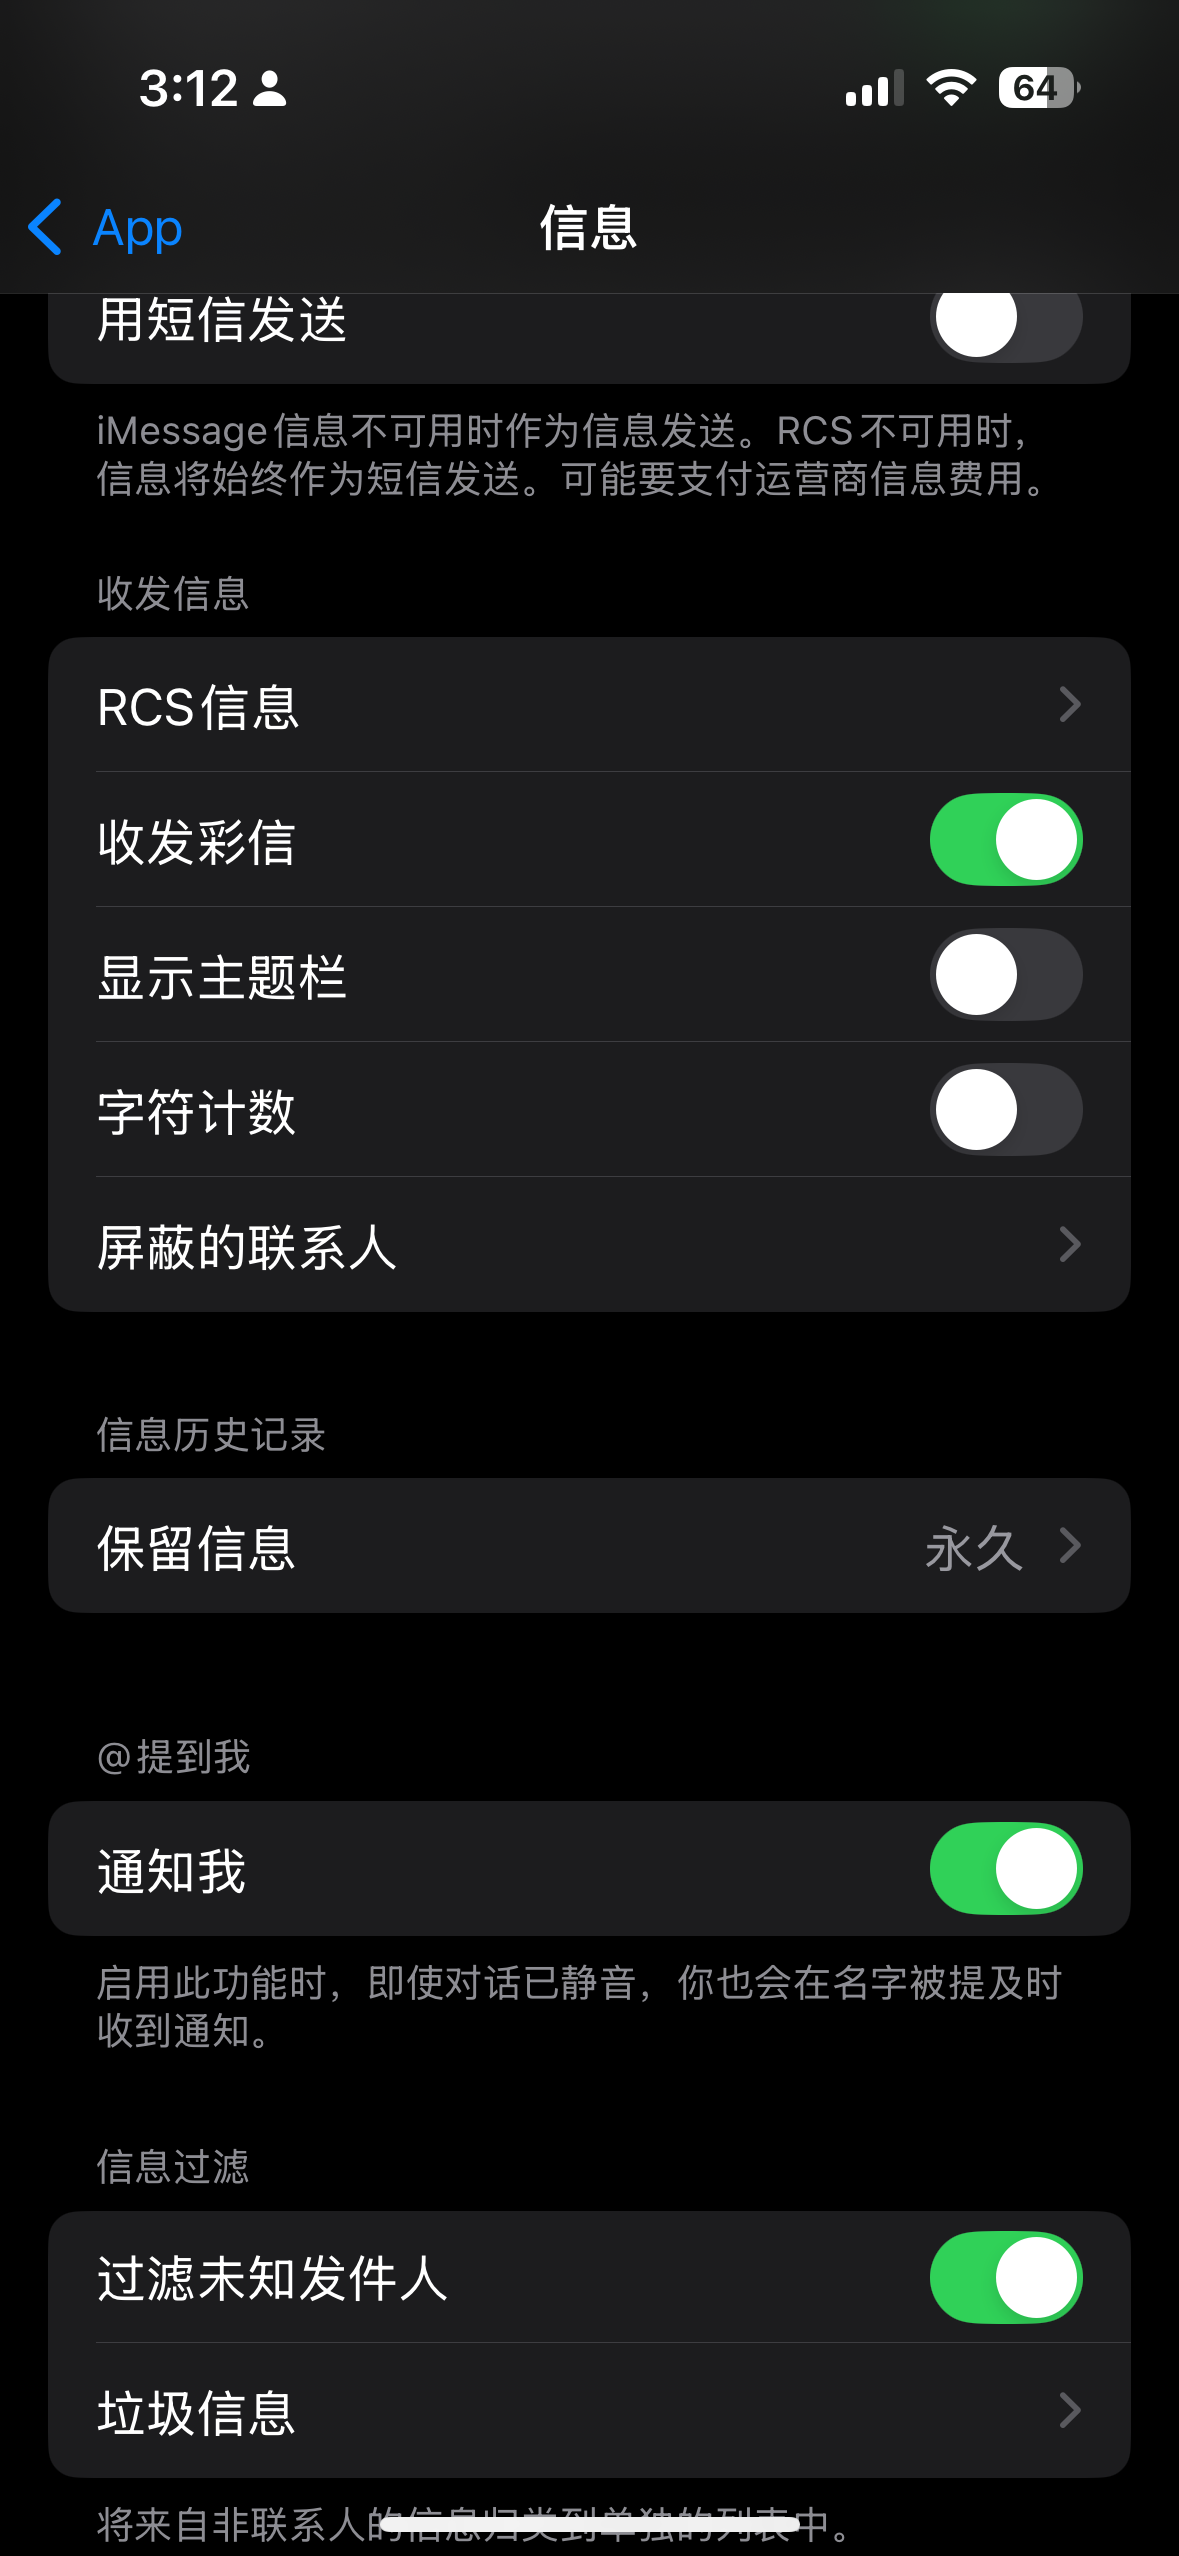 3:12
64
App
信息
用短信发送
iMessage信息不可用时作为信息发送。RCS不可用时，
信息将始终作为短信发送。可能要支付运营商信息费用。
收发信息
RCS信息
收发彩信
显示主题栏
字符计数
屏蔽的联系人
信息历史记录
保留信息
永久
@提到我
通知我
启用此功能时，即使对话已静音，你也会在名字被提及时
收到通知。
信息过滤
过滤未知发件人
垃圾信息
将来自非联系人的信息归类到单独的列表中。